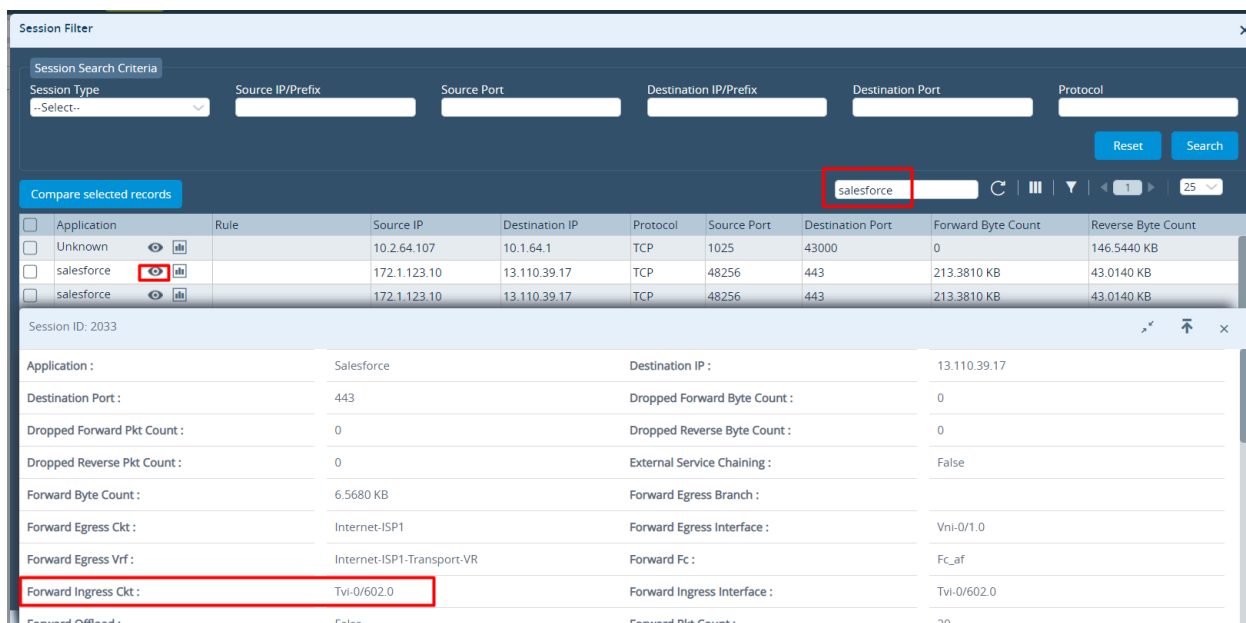 Session Filter
Session Search Criteria
Session Type Source IP/Prefix Source Port Destination IP/Prefix Destination Port Protocol
--Select--
Reset Search
Compare selected records salesforce 1 25
Application Rule Source IP Destination IP Protocol Source Port Destination Port Forward Byte Count Reverse Byte Count
Unknown 10.2.64.107 10.1.64.1 TCP 1025 43000 0 146.5440 KB
salesforce 172.1.123.10 13.110.39.17 TCP 48256 443 213.3810 KB 43.0140 KB
salesforce 172.1.123.10 13.110.39.17 TCP 48256 443 213.3810 KB 43.0140 KB
Session ID: 2033
Application : Salesforce Destination IP : 13.110.39.17
Destination Port : 443 Dropped Forward Byte Count : 0
Dropped Forward Pkt Count : 0 Dropped Reverse Byte Count : 0
Dropped Reverse Pkt Count : 0 External Service Chaining : False
Forward Byte Count : 6.5680 KB Forward Egress Branch :
Forward Egress Ckt : Internet-ISP1 Forward Egress Interface : Vni-0/1.0
Forward Egress Vrf : Internet-ISP1-Transport-VR Forward Fc : Fc_af
Forward Ingress Ckt : Tvi-0/602.0 Forward Ingress Interface : Tvi-0/602.0
Forward Offload : False Forward Pkt Count : 20